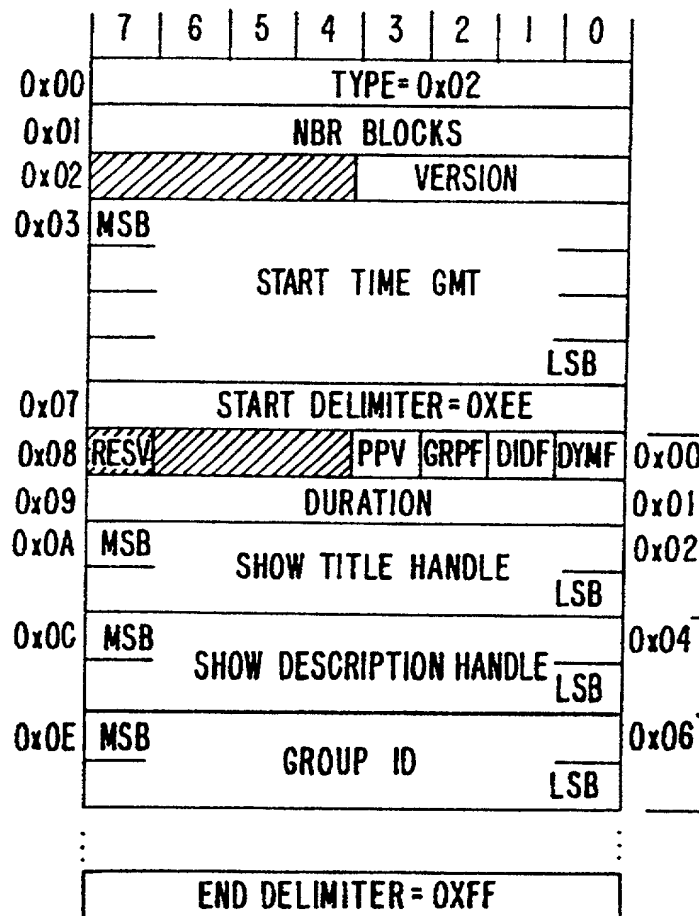 7 6 5 4 3 2 1 0
0x00 TYPE=0x02
0x01 NBR BLOCKS
0x02 VERSION
0x03 MSB
START TIME GMT
LSB
0x07 START DELIMITER=0XEE
0x08 RESV PPV GRPF DIDF DYMF 0x00
0x09 DURATION 0x01
0x0A MSB 0x02
SHOW TITLE HANDLE
LSB
0x0C MSB 0x04
SHOW DESCRIPTION HANDLE
LSB
0x0E MSB 0x06
GROUP ID
LSB
END DELIMITER=0XFF